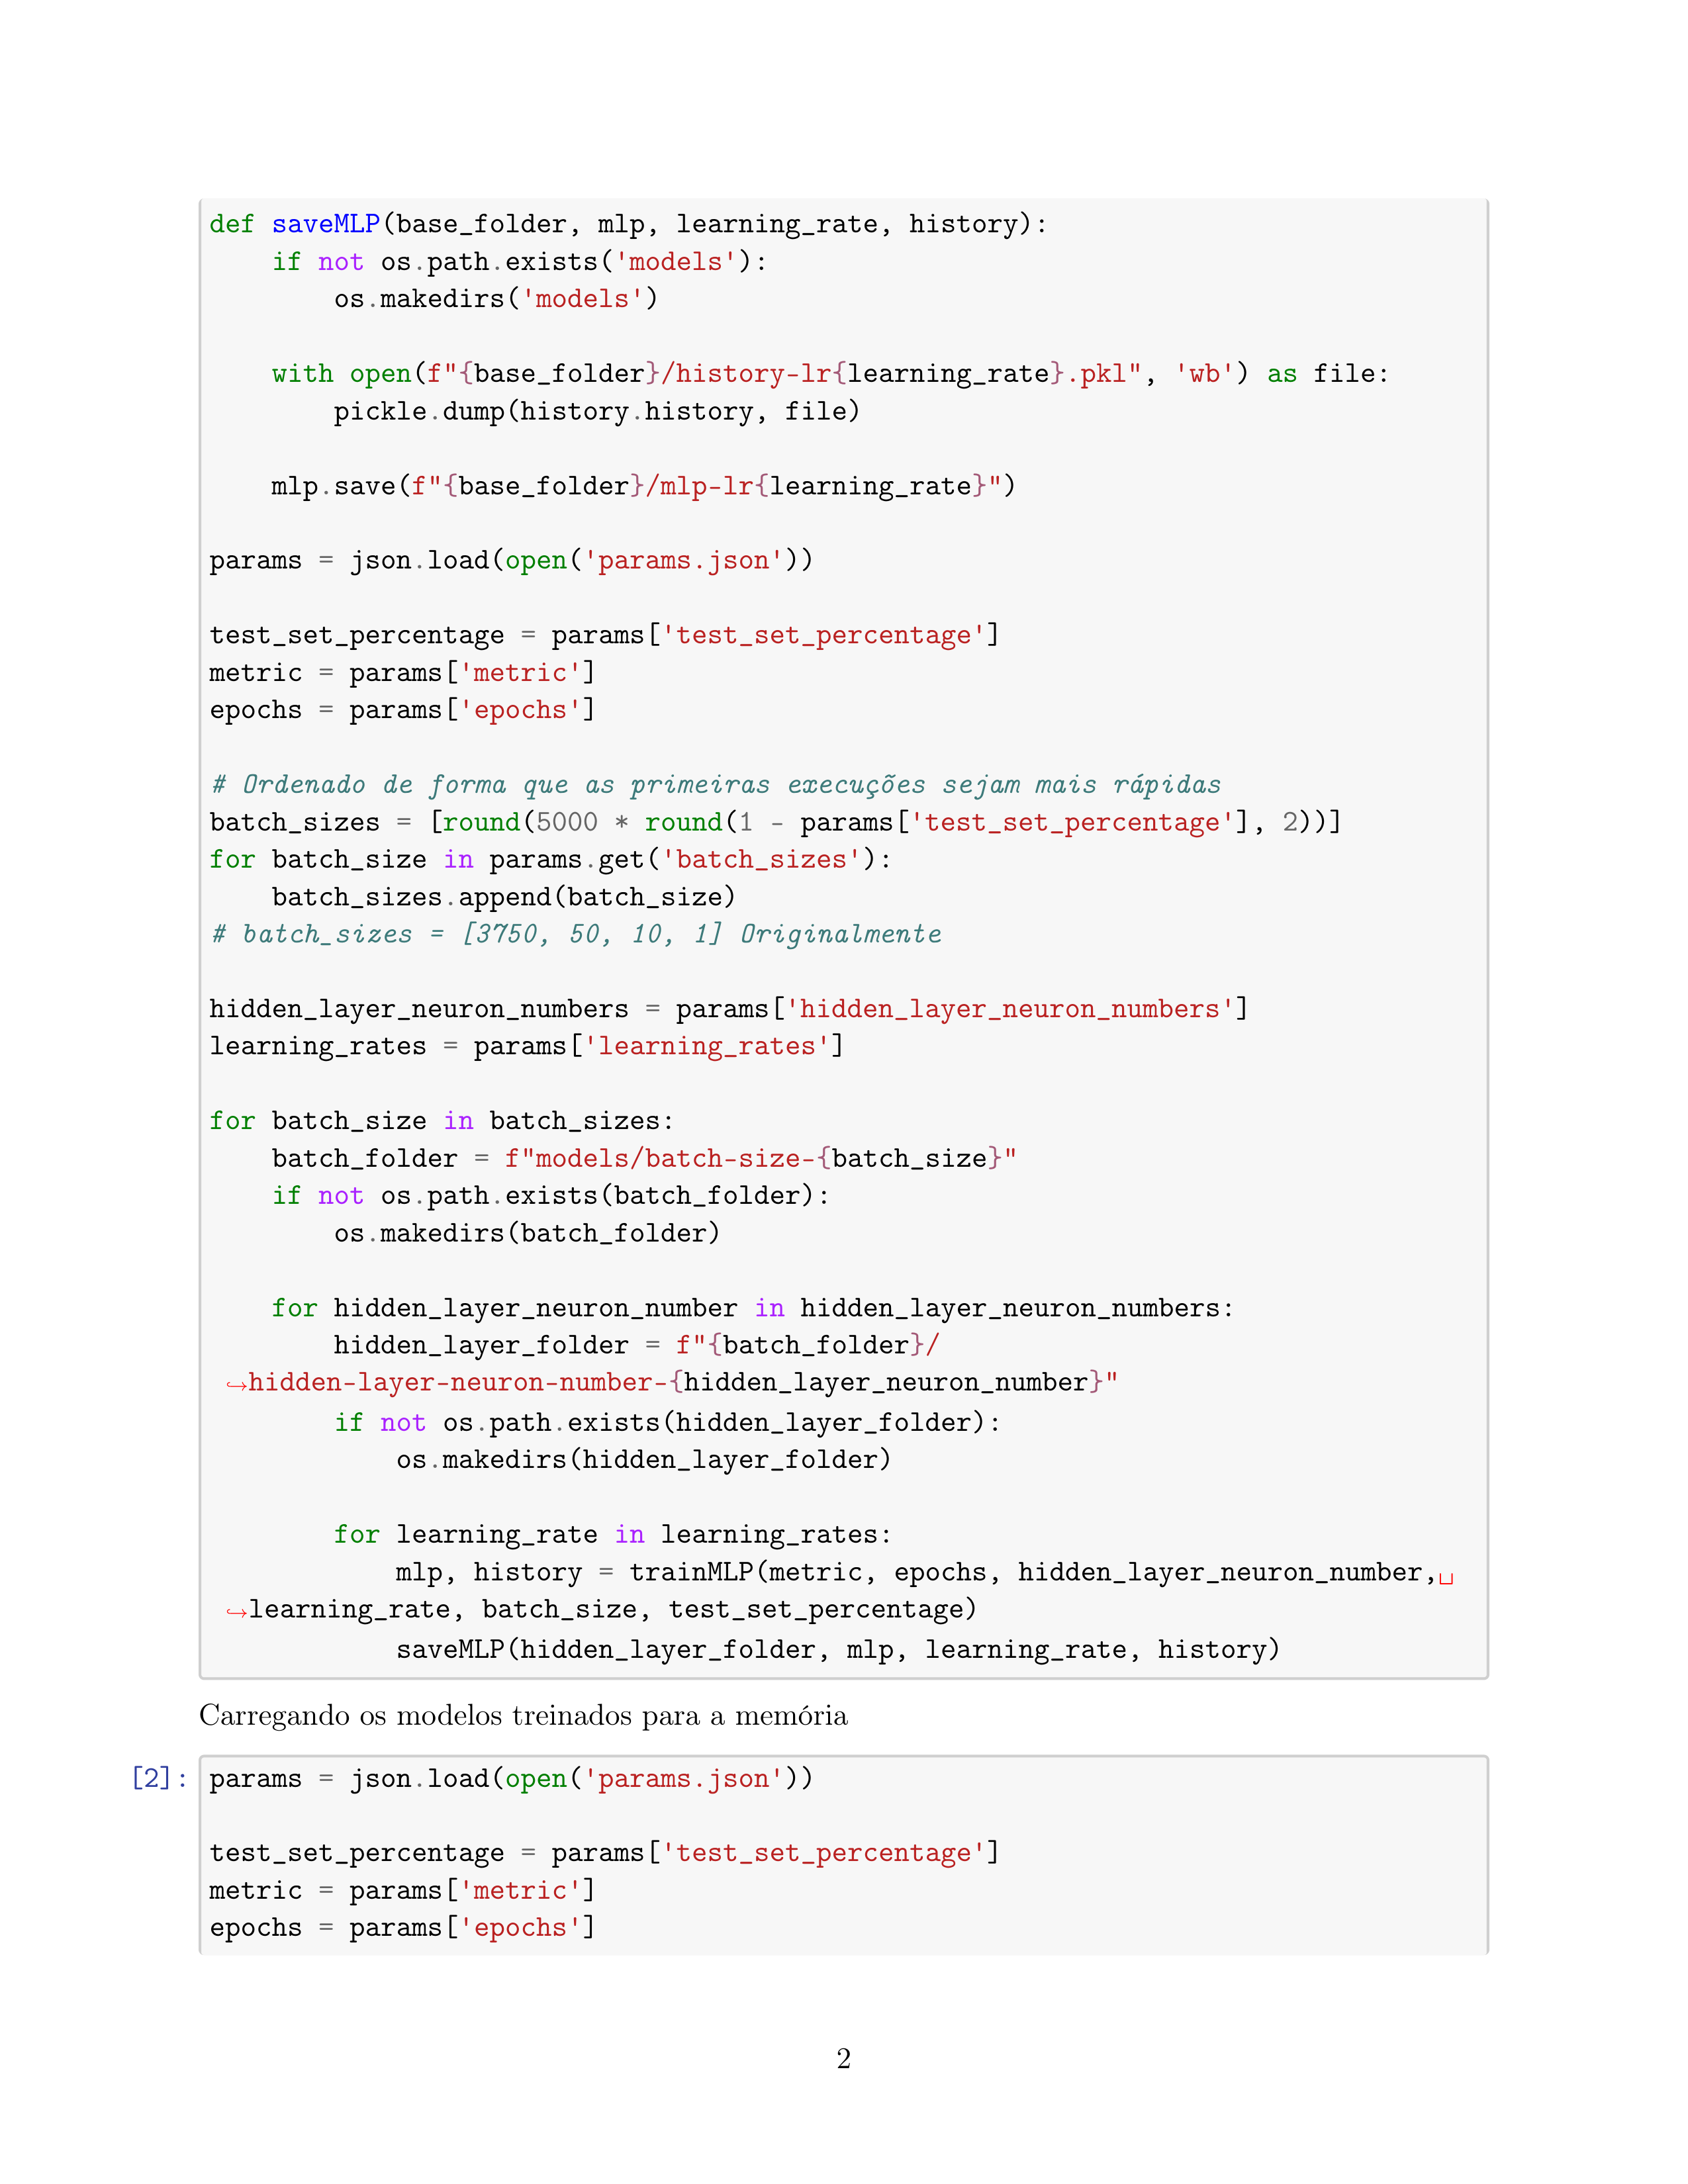 def saveMLP(base_folder, mlp, learning_rate, history):
    if not os.path.exists('models'):
        os.makedirs('models')

    with open(f"{base_folder}/history-lr{learning_rate}.pkl", 'wb') as file:
        pickle.dump(history.history, file)

    mlp.save(f"{base_folder}/mlp-lr{learning_rate}")

params = json.load(open('params.json'))

test_set_percentage = params['test_set_percentage']
metric = params['metric']
epochs = params['epochs']

# Ordenado de forma que as primeiras execuções sejam mais rápidas
batch_sizes = [round(5000 * round(1 - params['test_set_percentage'], 2))]
for batch_size in params.get('batch_sizes'):
    batch_sizes.append(batch_size)
# batch_sizes = [3750, 50, 10, 1] Originalmente

hidden_layer_neuron_numbers = params['hidden_layer_neuron_numbers']
learning_rates = params['learning_rates']

for batch_size in batch_sizes:
    batch_folder = f"models/batch-size-{batch_size}"
    if not os.path.exists(batch_folder):
        os.makedirs(batch_folder)

    for hidden_layer_neuron_number in hidden_layer_neuron_numbers:
        hidden_layer_folder = f"{batch_folder}/
↪hidden-layer-neuron-number-{hidden_layer_neuron_number}"
        if not os.path.exists(hidden_layer_folder):
            os.makedirs(hidden_layer_folder)

        for learning_rate in learning_rates:
            mlp, history = trainMLP(metric, epochs, hidden_layer_neuron_number,␣
↪learning_rate, batch_size, test_set_percentage)
            saveMLP(hidden_layer_folder, mlp, learning_rate, history)
Carregando os modelos treinados para a memória
[2]: params = json.load(open('params.json'))

test_set_percentage = params['test_set_percentage']
metric = params['metric']
epochs = params['epochs']
2